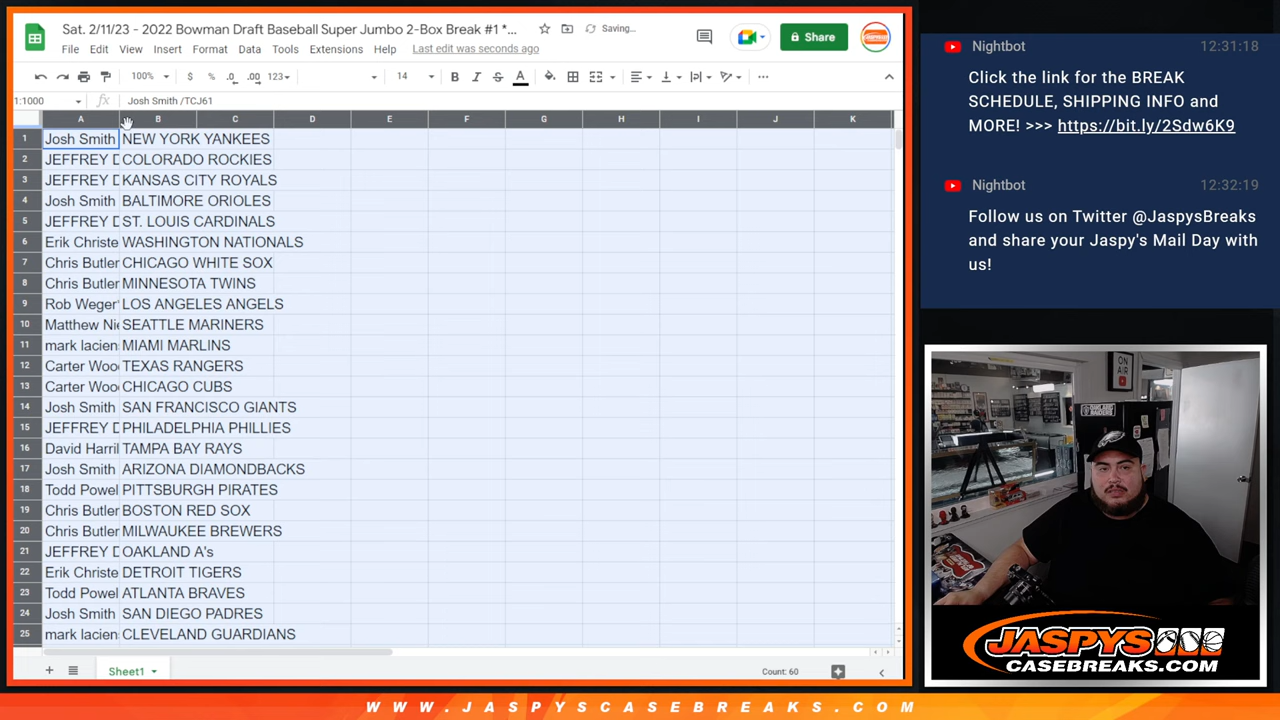 Sat. 2/11/23 - 2022 Bowman Draft Baseball Super Jumbo 2-Box Break #1 *...
Saving...
Share
File Edit View Insert Format Data Tools Extensions Help Last edit was seconds ago
100% $ % .0 .00 123 14 B I S A
1:1000 fx Josh Smith /TCJ61
A B C D E F G H I J K
1 Josh Smith NEW YORK YANKEES
2 JEFFREY D COLORADO ROCKIES
3 JEFFREY D KANSAS CITY ROYALS
4 Josh Smith BALTIMORE ORIOLES
5 JEFFREY D ST. LOUIS CARDINALS
6 Erik Christe WASHINGTON NATIONALS
7 Chris Butler CHICAGO WHITE SOX
8 Chris Butler MINNESOTA TWINS
9 Rob Weger LOS ANGELES ANGELS
10 Matthew Nie SEATTLE MARINERS
11 mark lacien MIAMI MARLINS
12 Carter Woo TEXAS RANGERS
13 Carter Woo CHICAGO CUBS
14 Josh Smith SAN FRANCISCO GIANTS
15 JEFFREY D PHILADELPHIA PHILLIES
16 David Harril TAMPA BAY RAYS
17 Josh Smith ARIZONA DIAMONDBACKS
18 Todd Powel PITTSBURGH PIRATES
19 Chris Butler BOSTON RED SOX
20 Chris Butler MILWAUKEE BREWERS
21 JEFFREY D OAKLAND A's
22 Erik Christe DETROIT TIGERS
23 Todd Powel ATLANTA BRAVES
24 Josh Smith SAN DIEGO PADRES
25 mark lacien CLEVELAND GUARDIANS
Sheet1 Count: 60
Nightbot 12:31:18
Click the link for the BREAK
SCHEDULE, SHIPPING INFO and
MORE! >>> https://bit.ly/2Sdw6K9
Nightbot 12:32:19
Follow us on Twitter @JaspysBreaks
and share your Jaspy's Mail Day with
us!
ON
AIR
JASPYS
CASEBREAKS.COM
WWW.JASPYSCASEBREAKS.COM